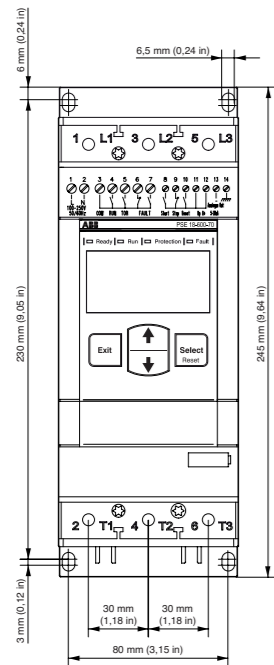 6 mm (0,24 in)
6,5 mm (0,24 in)
1 L1 3 L2 5 L3
1 2 3 4 5 6 7 8 9 10 11 12 13 14
L N
100-250V
50/60Hz
COM RUN TOR FAULT Start Stop Reset
Analogue Out
ABB
PSE 18-600-70
Ready Run Protection Fault
Exit
Select
Reset
230 mm (9,05 in)
245 mm (9,64 in)
2 T1 4 T2 6 T3
3 mm (0,12 in)
30 mm
(1,18 in)
30 mm
(1,18 in)
80 mm (3,15 in)